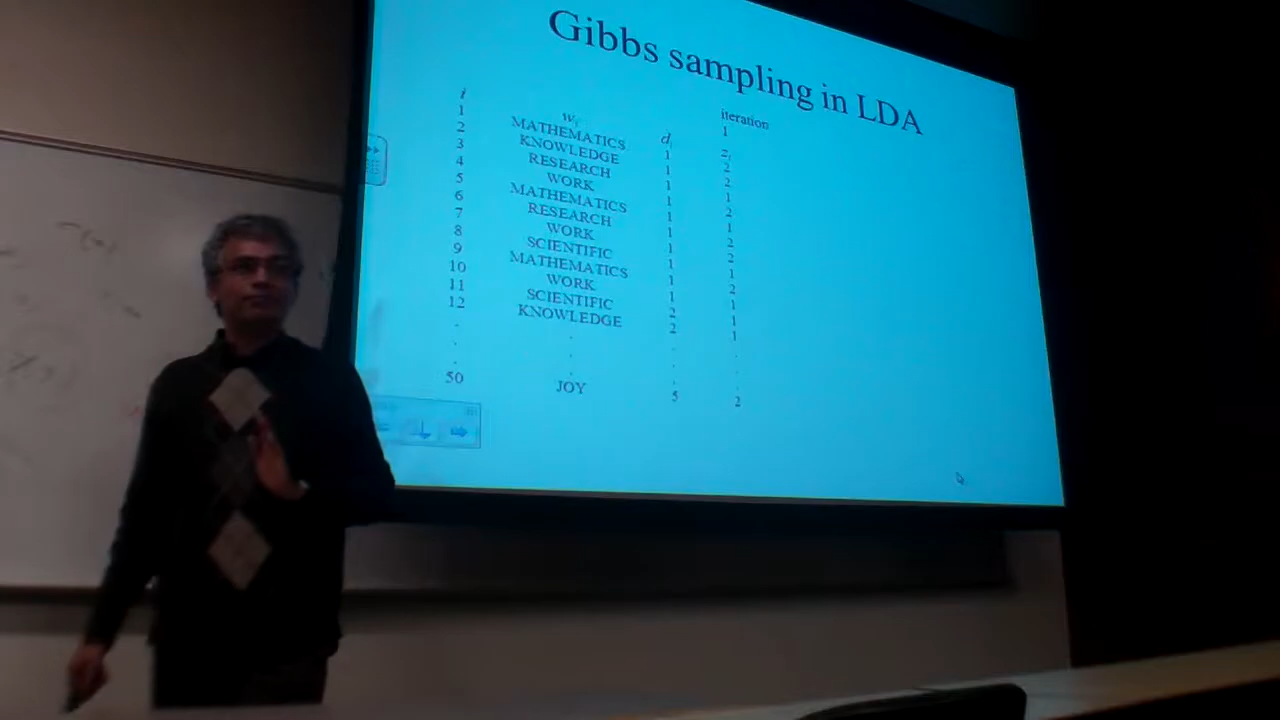 Gibbs sampling in LDA
iteration
1
i wᵢ dᵢ zᵢ
1 MATHEMATICS 1 2
2 KNOWLEDGE 1 2
3 RESEARCH 1 1
4 WORK 1 2
5 MATHEMATICS 1 1
6 RESEARCH 1 2
7 WORK 1 2
8 SCIENTIFIC 1 1
9 MATHEMATICS 1 2
10 WORK 1 1
11 SCIENTIFIC 2 1
12 KNOWLEDGE 2 1
. . . .
. . . .
. . . .
50 JOY 5 2